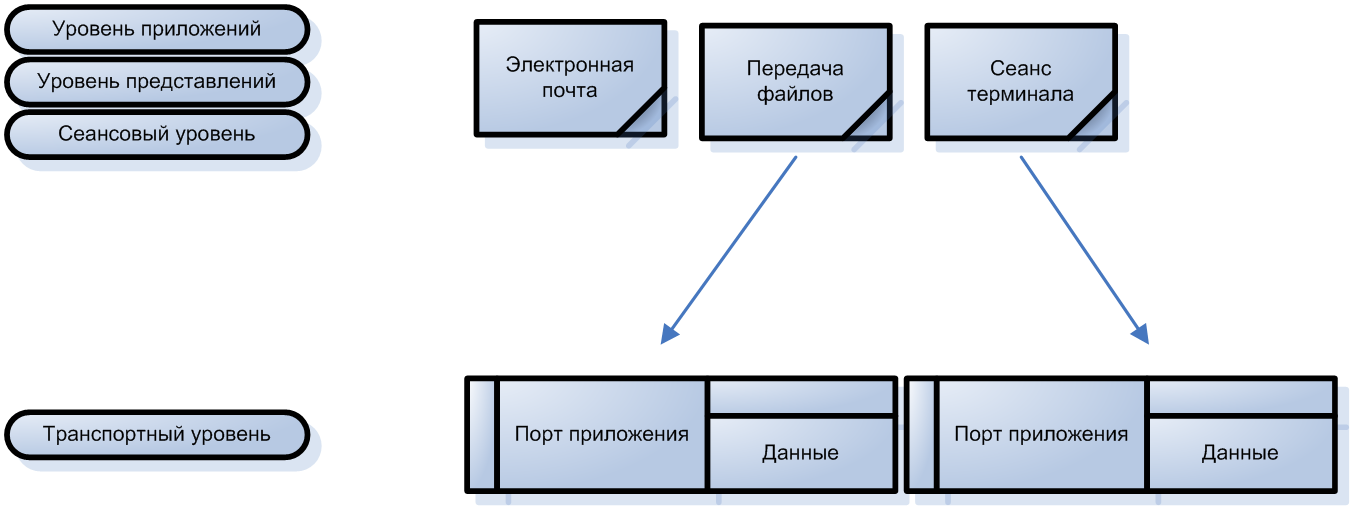 Уровень приложений
Уровень представлений
Сеансовый уровень
Электронная
почта
Передача
файлов
Сеанс
терминала
Транспортный уровень
Порт приложения
Данные
Порт приложения
Данные